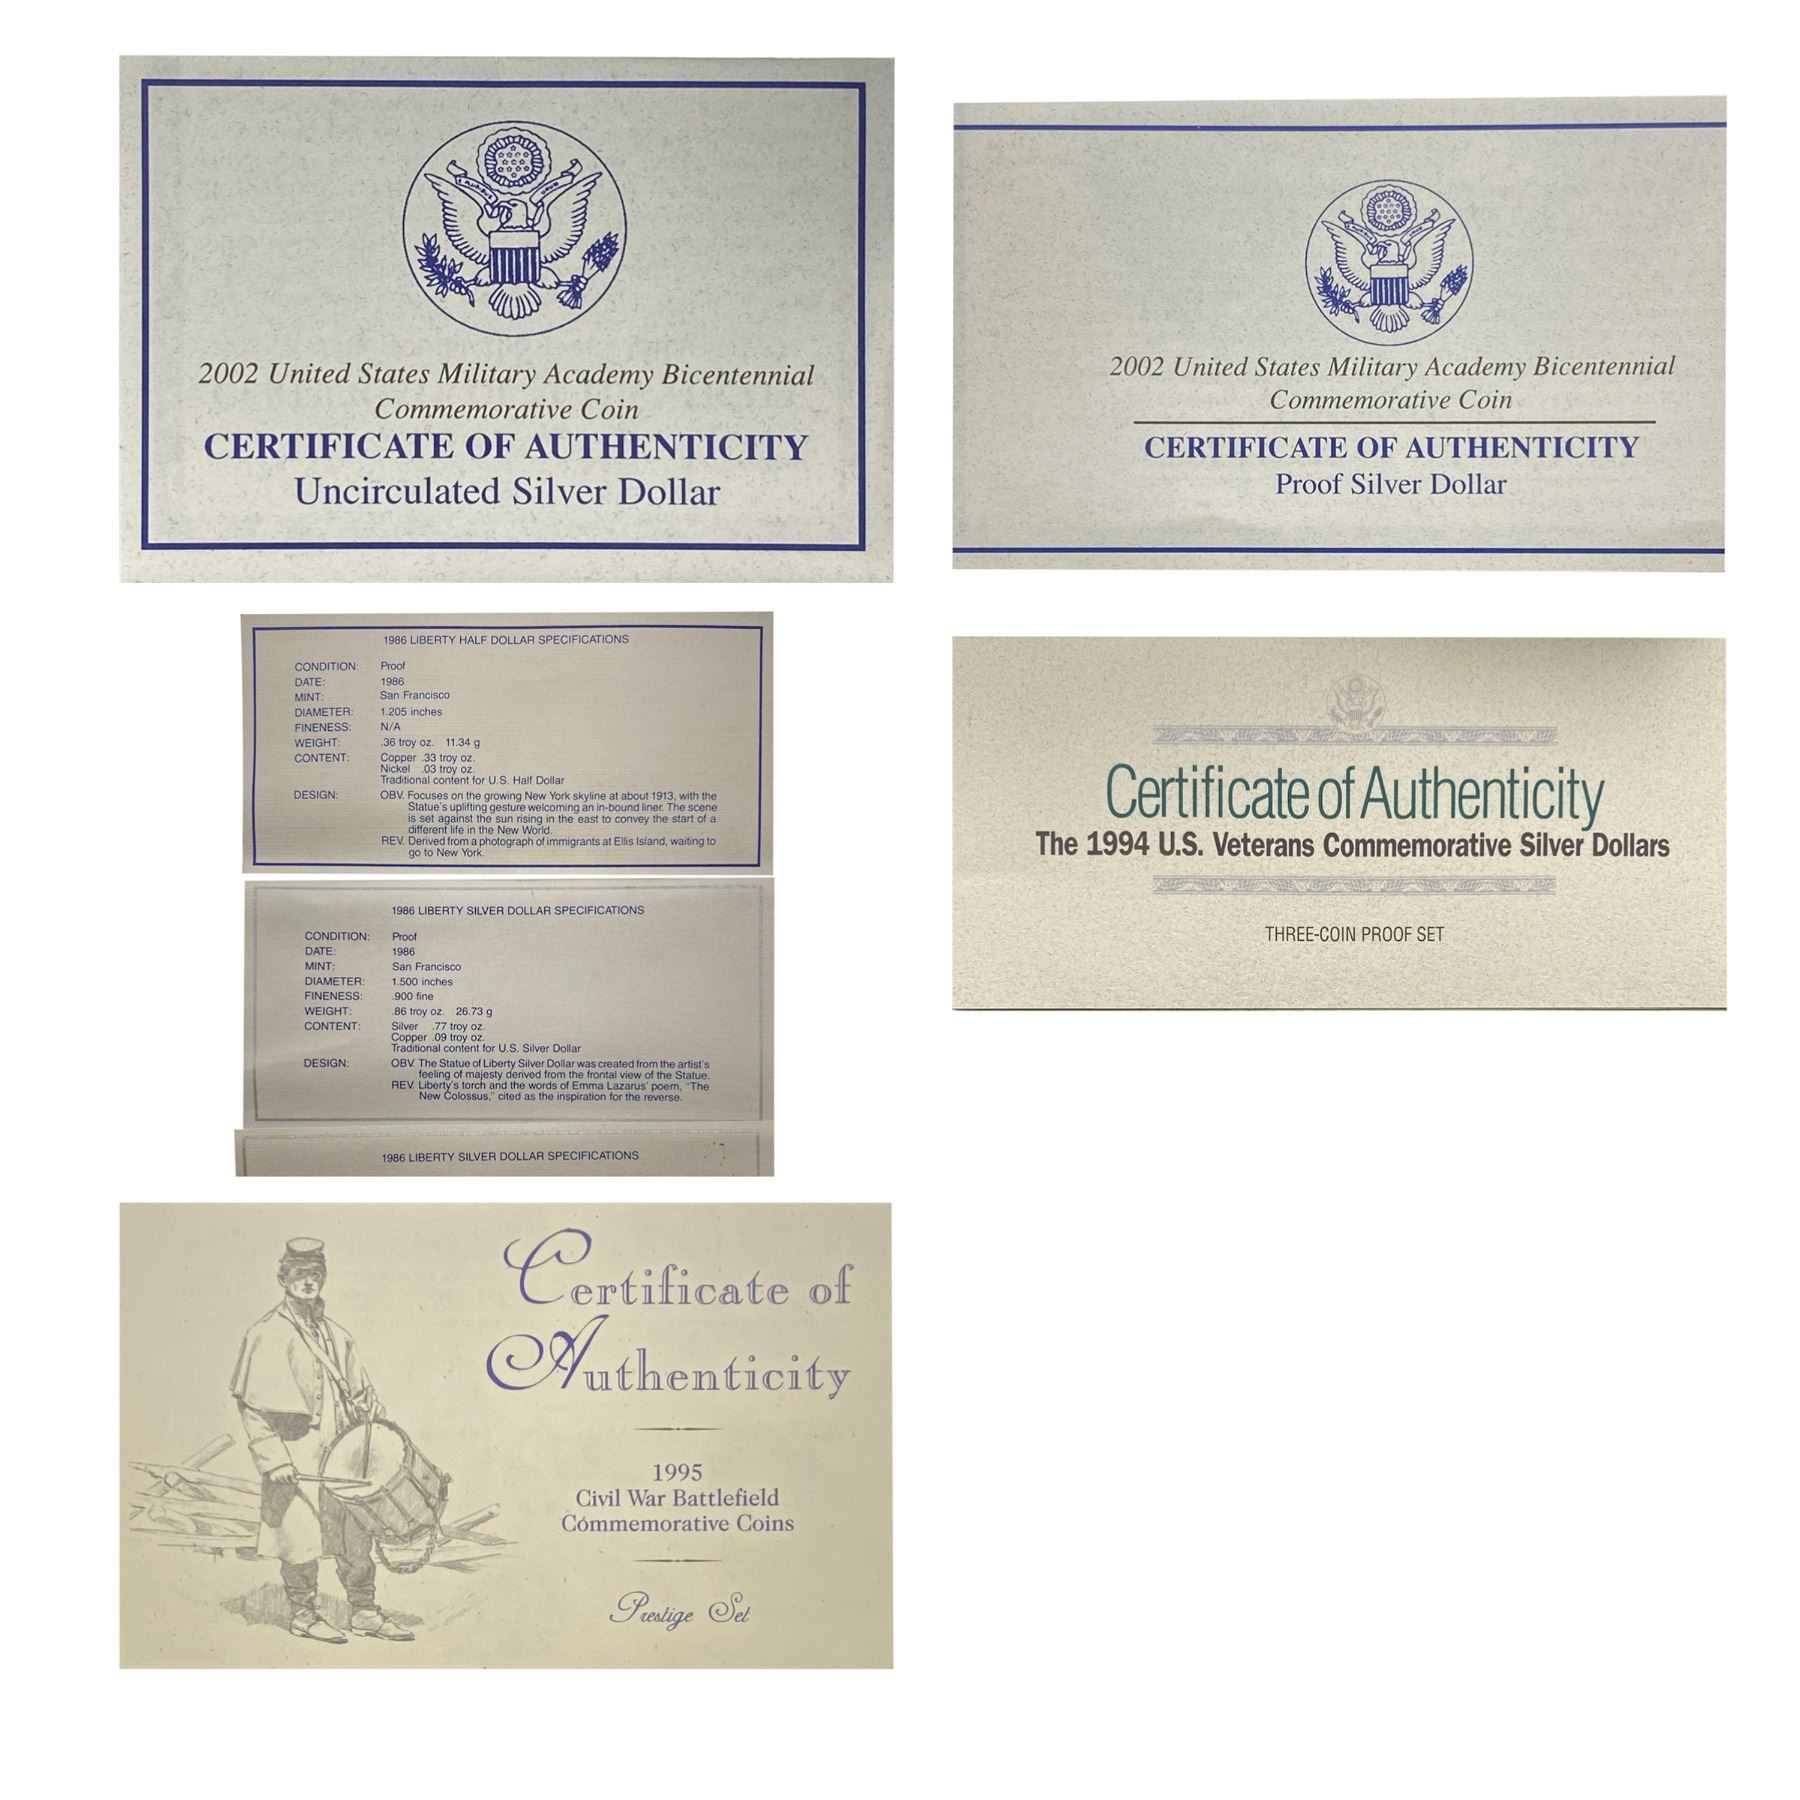 2002 United States Military Academy Bicentennial
Commemorative Coin
CERTIFICATE OF AUTHENTICITY
Uncirculated Silver Dollar
2002 United States Military Academy Bicentennial
Commemorative Coin
CERTIFICATE OF AUTHENTICITY
Proof Silver Dollar
1986 LIBERTY HALF DOLLAR SPECIFICATIONS
CONDITION: Proof
DATE: 1986
MINT: San Francisco
DIAMETER: 1.205 inches
FINENESS: N/A
WEIGHT: .36 troy oz. 11.34 g
CONTENT: Copper .33 troy oz.
Nickel .03 troy oz.
Traditional content for U.S. Half Dollar
DESIGN: OBV. Focuses on the growing New York skyline at about 1913, with the
Statue's uplifting gesture welcoming an in-bound liner. The scene
is set against the sun rising in the east to convey the start of a
different life in the New World.
REV. Derived from a photograph of immigrants at Ellis Island, waiting to
go to New York.
1986 LIBERTY SILVER DOLLAR SPECIFICATIONS
CONDITION: Proof
DATE: 1986
MINT: San Francisco
DIAMETER: 1.500 inches
FINENESS: .900 fine
WEIGHT: .86 troy oz. 26.73 g
CONTENT: Silver .77 troy oz.
Copper .09 troy oz.
Traditional content for U.S. Silver Dollar
DESIGN: OBV. The Statue of Liberty Silver Dollar was created from the artist's
feeling of majesty derived from the frontal view of the Statue.
REV. Liberty's torch and the words of Emma Lazarus' poem, "The
New Colossus," cited as the inspiration for the reverse.
1986 LIBERTY SILVER DOLLAR SPECIFICATIONS
Certificate of Authenticity
The 1994 U.S. Veterans Commemorative Silver Dollars
THREE-COIN PROOF SET
Certificate of
Authenticity
1995
Civil War Battlefield
Commemorative Coins
Prestige Set